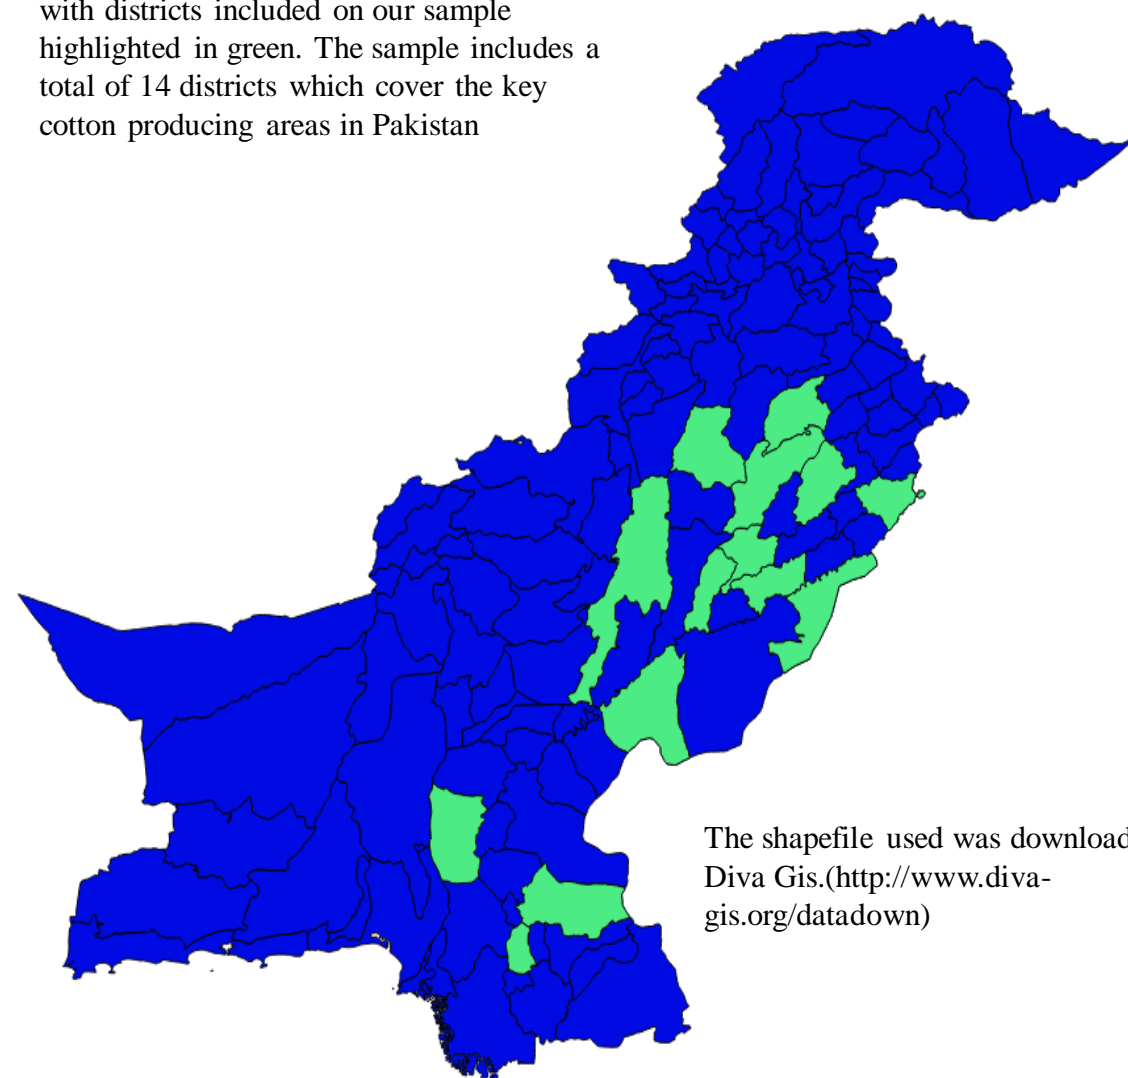 with districts included on our sample
highlighted in green. The sample includes a
total of 14 districts which cover the key
cotton producing areas in Pakistan
The shapefile used was download
Diva Gis.(http://www.diva-
gis.org/datadown)